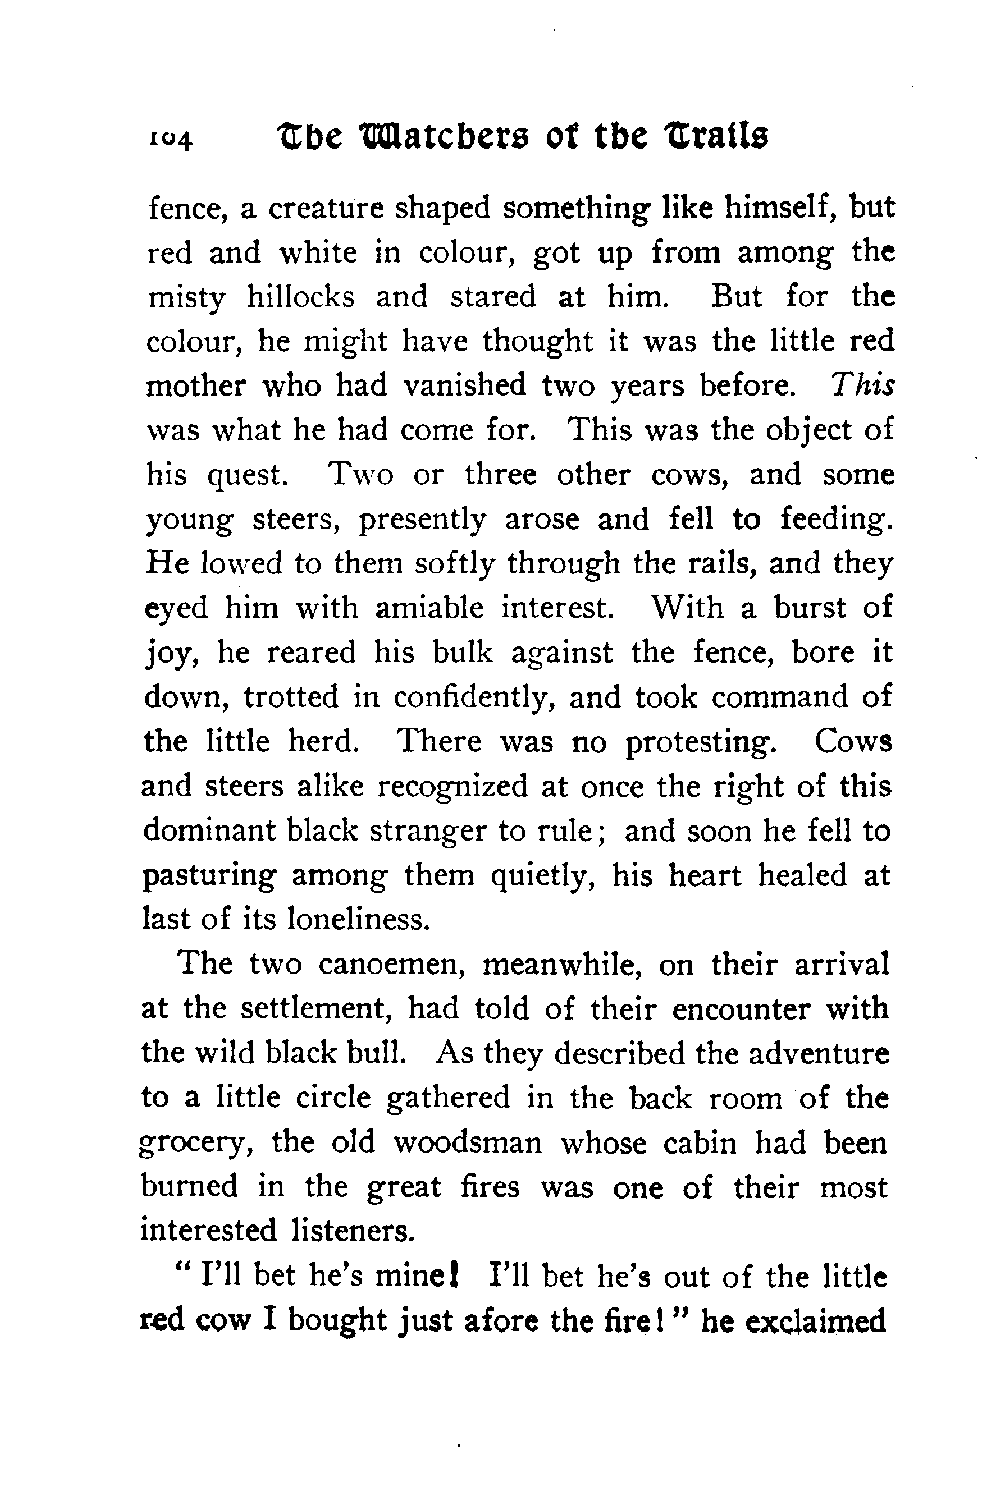 104 The Watchers of the Trails
fence, a creature shaped something like himself, but
red and white in colour, got up from among the
misty hillocks and stared at him. But for the
colour, he might have thought it was the little red
mother who had vanished two years before. This
was what he had come for. This was the object of
his quest. Two or three other cows, and some
young steers, presently arose and fell to feeding.
He lowed to them softly through the rails, and they
eyed him with amiable interest. With a burst of
joy, he reared his bulk against the fence, bore it
down, trotted in confidently, and took command of
the little herd. There was no protesting. Cows
and steers alike recognized at once the right of this
dominant black stranger to rule; and soon he fell to
pasturing among them quietly, his heart healed at
last of its loneliness.
The two canoemen, meanwhile, on their arrival
at the settlement, had told of their encounter with
the wild black bull. As they described the adventure
to a little circle gathered in the back room of the
grocery, the old woodsman whose cabin had been
burned in the great fires was one of their most
interested listeners.
" I'll bet he's mine! I'll bet he's out of the little
red cow I bought just afore the fire! " he exclaimed